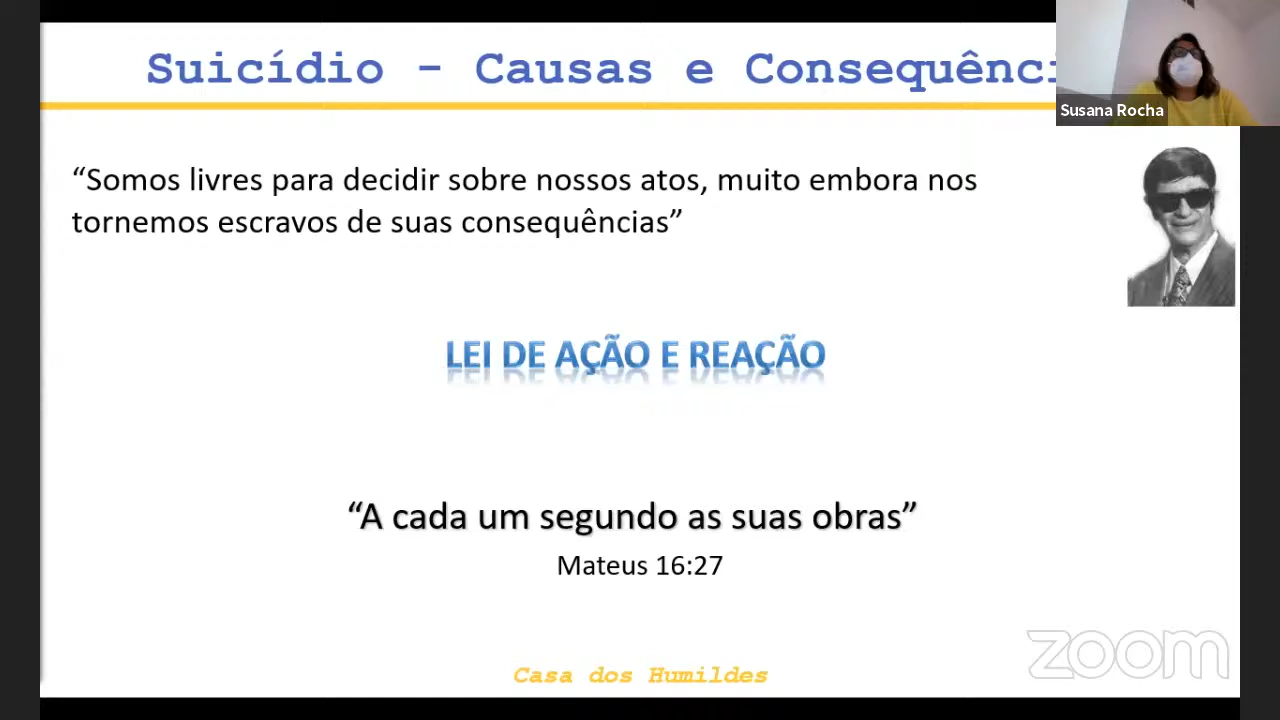 Suicídio - Causas e Consequênci
Susana Rocha
“Somos livres para decidir sobre nossos atos, muito embora nos
tornemos escravos de suas consequências”
LEI DE AÇÃO E REAÇÃO
“A cada um segundo as suas obras”
Mateus 16:27
zoom
Casa dos Humildes